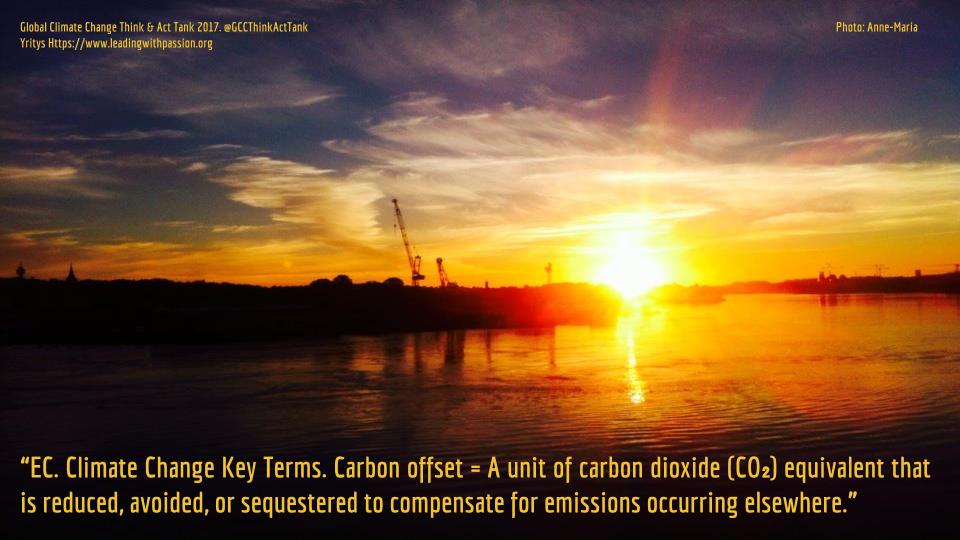 Global Climate Change Think & Act Tank 2017. @GCCThinkActTank
Yritys Https://www.leadingwithpassion.org
Photo: Anne-Maria
“EC. Climate Change Key Terms. Carbon offset = A unit of carbon dioxide (CO₂) equivalent that
is reduced, avoided, or sequestered to compensate for emissions occurring elsewhere.”